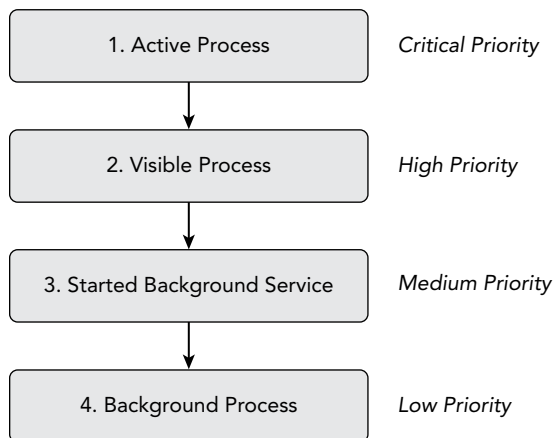 1. Active Process Critical Priority
2. Visible Process High Priority
3. Started Background Service Medium Priority
4. Background Process Low Priority